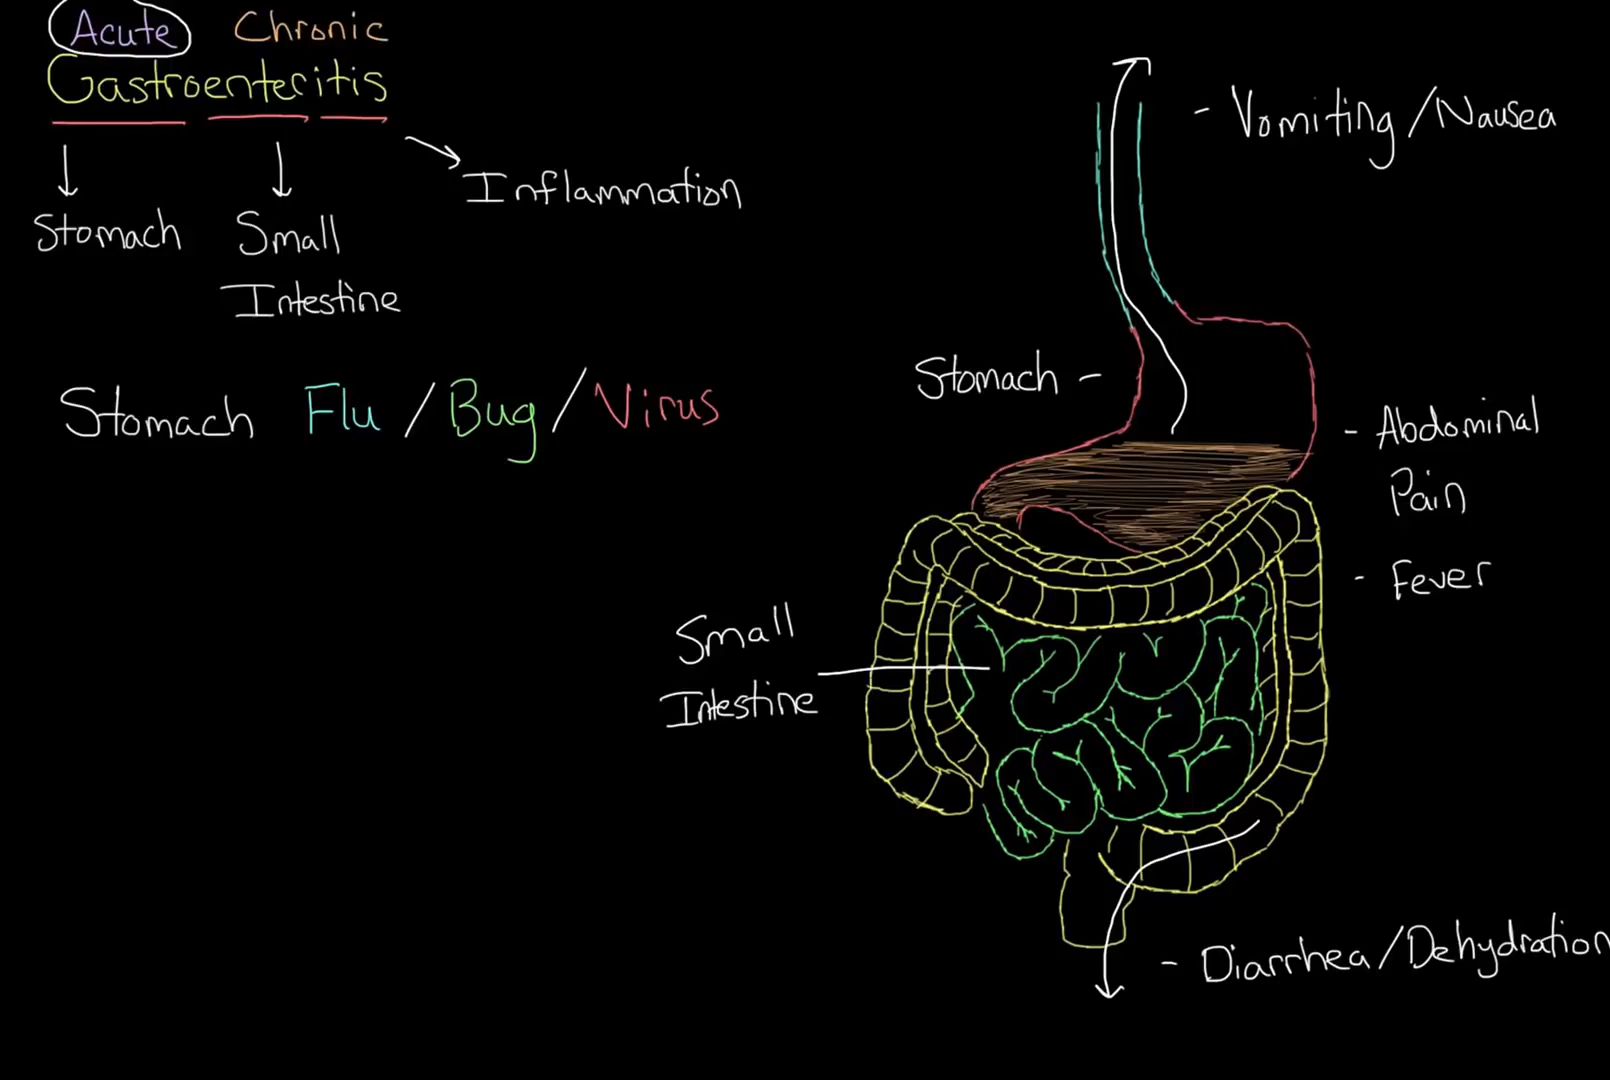 Acute Chronic
Gastroenteritis
Stomach
Small
Intestine
Inflammation
Stomach Flu / Bug / Virus
- Vomiting / Nausea
Stomach -
- Abdominal
Pain
- Fever
Small
Intestine
- Diarrhea / Dehydration